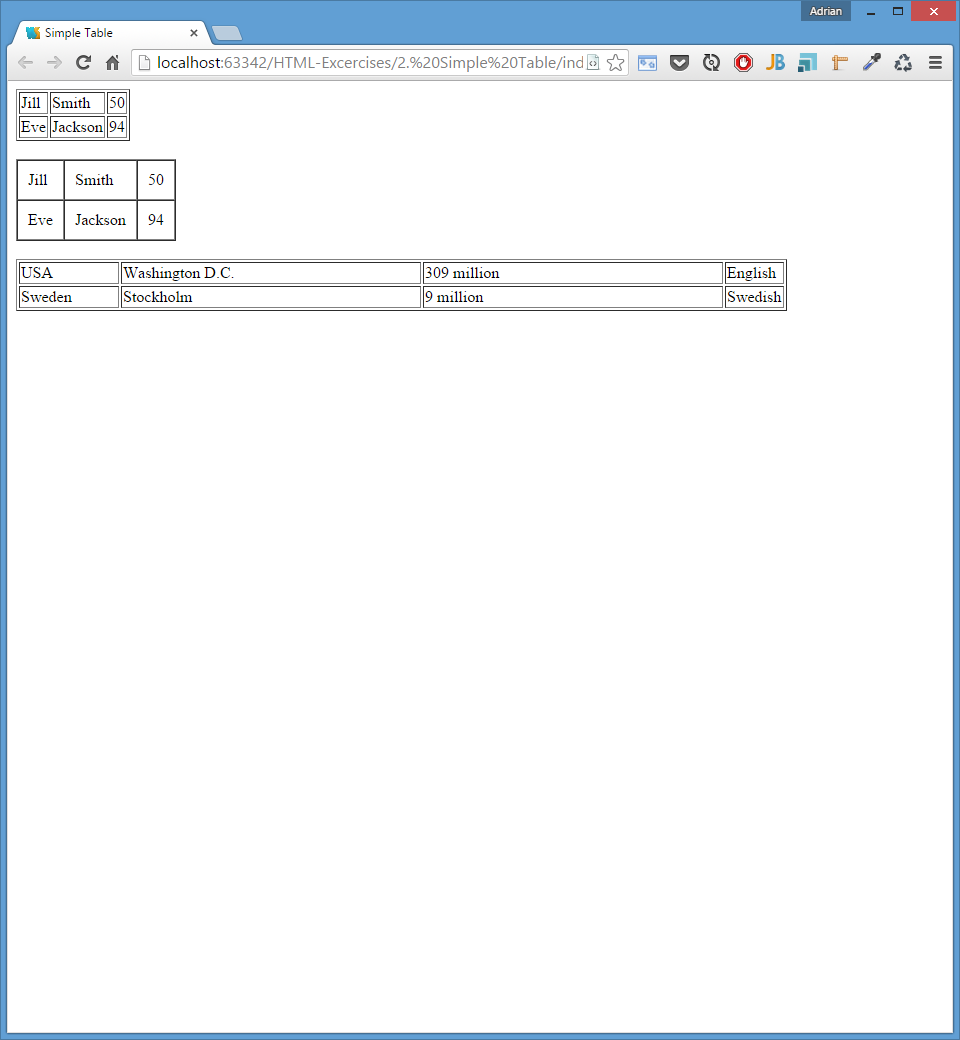 Adrian
Simple Table
localhost:63342/HTML-Excercises/2.%20Simple%20Table/ind
JB
Jill Smith 50
Eve Jackson 94
Jill Smith 50
Eve Jackson 94
USA Washington D.C. 309 million English
Sweden Stockholm 9 million Swedish